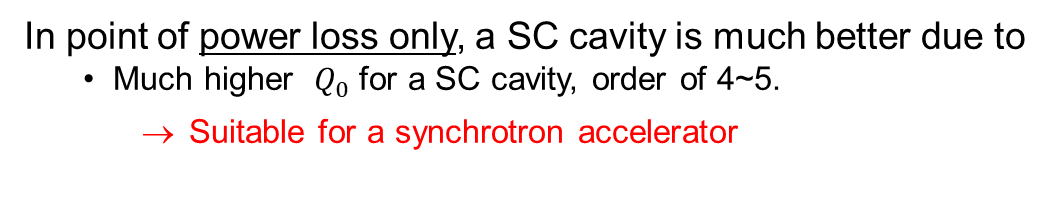 In point of power loss only, a SC cavity is much better due to
• Much higher Q₀ for a SC cavity, order of 4~5.
→ Suitable for a synchrotron accelerator